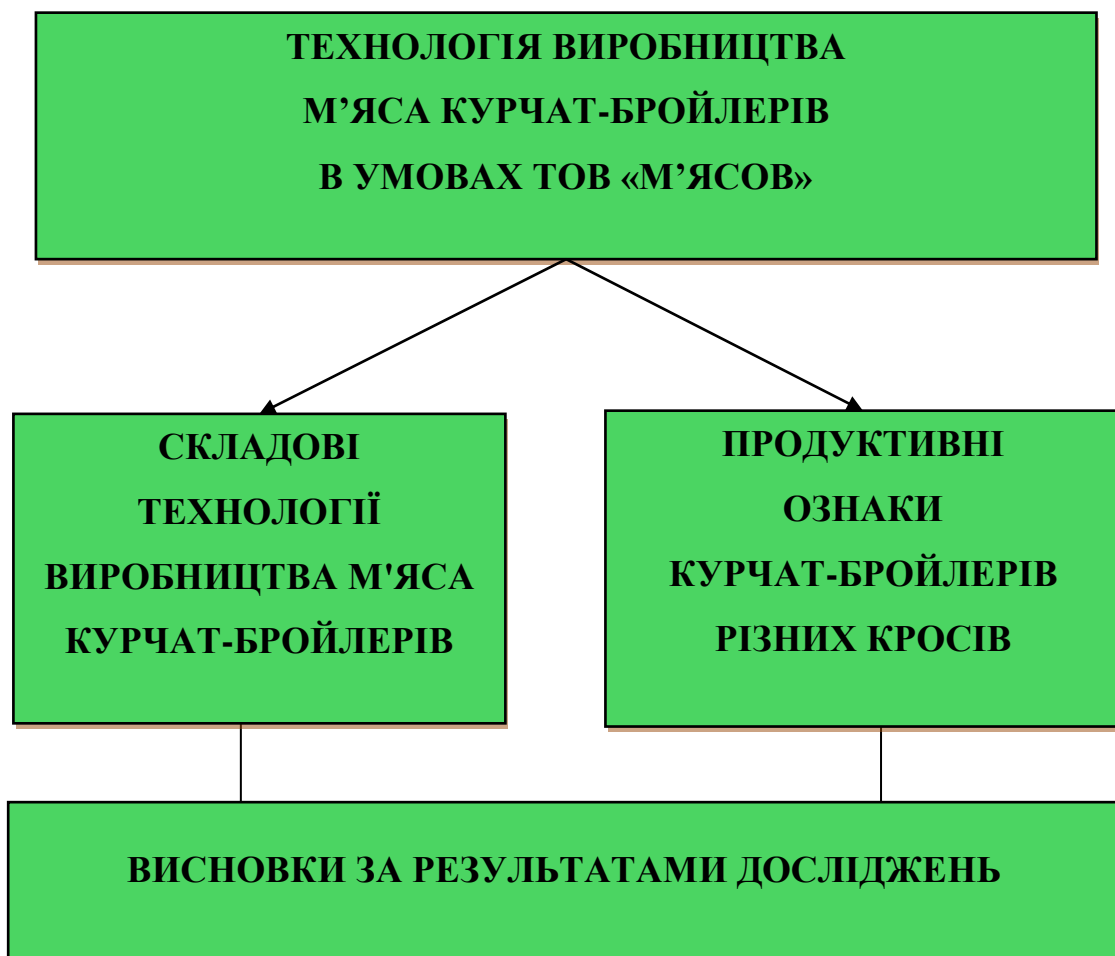 ТЕХНОЛОГІЯ ВИРОБНИЦТВА
М’ЯСА КУРЧАТ-БРОЙЛЕРІВ
В УМОВАХ ТОВ «М’ЯСОВ»
СКЛАДОВІ
ТЕХНОЛОГІЇ
ВИРОБНИЦТВА М'ЯСА
КУРЧАТ-БРОЙЛЕРІВ
ПРОДУКТИВНІ
ОЗНАКИ
КУРЧАТ-БРОЙЛЕРІВ
РІЗНИХ КРОСІВ
ВИСНОВКИ ЗА РЕЗУЛЬТАТАМИ ДОСЛІДЖЕНЬ